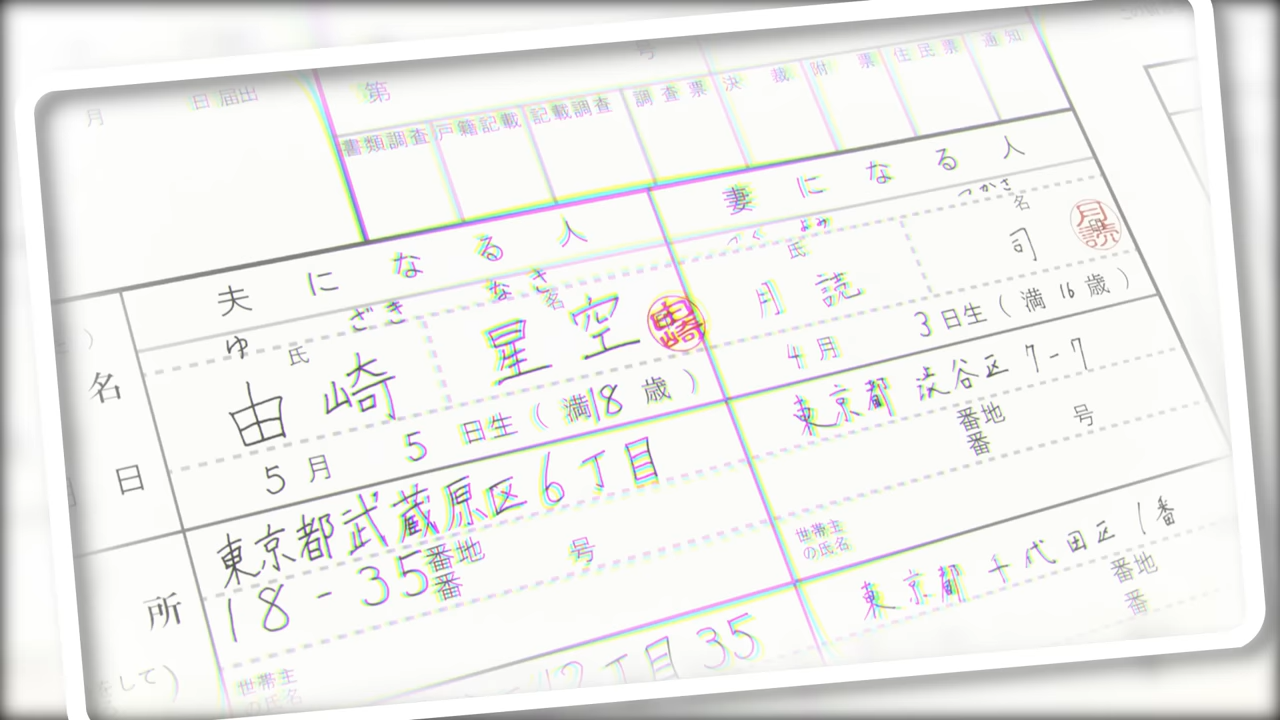 月 日 届出
第 号
書類調査 戸籍記載 記載調査 調査票 決裁 附票 住民票 通知
夫になる人
ゆざき なさ
氏 名
由崎 星空 由崎
5月 5日生(満18歳)
東京都武蔵原区6丁目
18-35 番地 号
番
世帯主
の氏名
12丁目35
妻になる人
つくよみ つかさ
氏 名
月読 司 月読
4月 3日生(満16歳)
東京都渋谷区7-7
番地 号
番
世帯主
の氏名
東京都千代田区1番
番地
番
名
日
所
して)